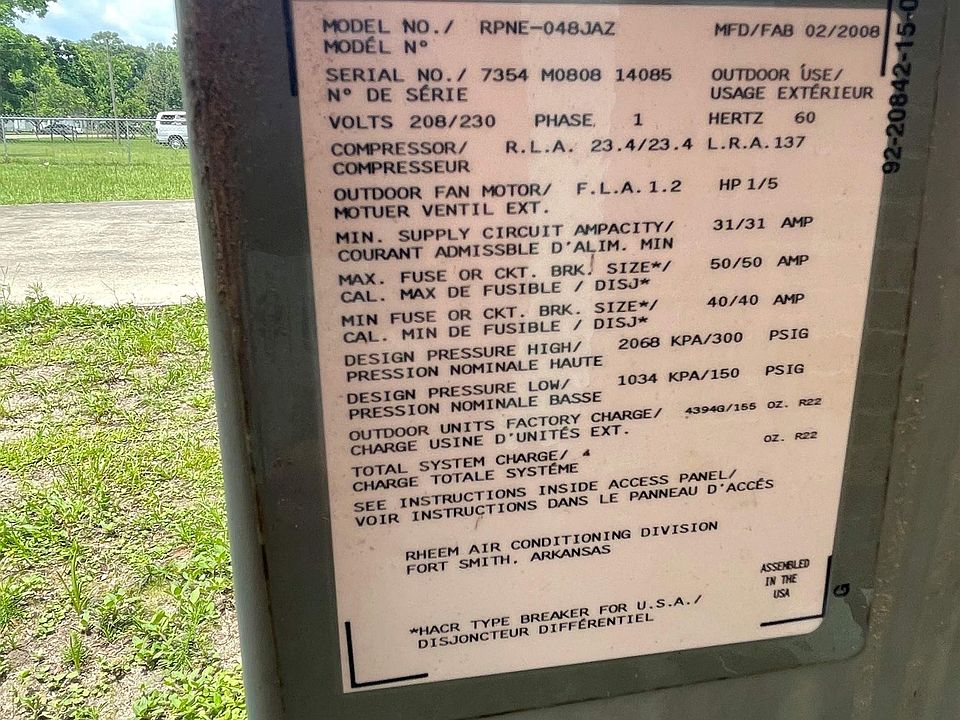 MODEL NO./ RPNE-048JAZ MFD/FAB 02/2008
MODÉL N°
SERIAL NO./ 7354 M0808 14085 OUTDOOR USE/
N° DE SÉRIE USAGE EXTÉRIEUR
VOLTS 208/230 PHASE 1 HERTZ 60
COMPRESSOR/ R.L.A. 23.4/23.4 L.R.A. 137
COMPRESSEUR
OUTDOOR FAN MOTOR/ F.L.A. 1.2 HP 1/5
MOTUER VENTIL EXT.
MIN. SUPPLY CIRCUIT AMPACITY/ 31/31 AMP
COURANT ADMISSBLE D'ALIM. MIN
MAX. FUSE OR CKT. BRK. SIZE*/ 50/50 AMP
CAL. MAX DE FUSIBLE / DISJ*
MIN FUSE OR CKT. BRK. SIZE*/ 40/40 AMP
CAL. MIN DE FUSIBLE / DISJ*
DESIGN PRESSURE HIGH/ 2068 KPA/300 PSIG
PRESSION NOMINALE HAUTE
DESIGN PRESSURE LOW/ 1034 KPA/150 PSIG
PRESSION NOMINALE BASSE
OUTDOOR UNITS FACTORY CHARGE/ 4394G/155 OZ. R22
CHARGE USINE D'UNITÉS EXT.
TOTAL SYSTEM CHARGE/ OZ. R22
CHARGE TOTALE SYSTÉME
SEE INSTRUCTIONS INSIDE ACCESS PANEL/
VOIR INSTRUCTIONS DANS LE PANNEAU D'ACCÉS
RHEEM AIR CONDITIONING DIVISION
FORT SMITH, ARKANSAS
ASSEMBLED
IN THE
USA
*HACR TYPE BREAKER FOR U.S.A./
DISJONCTEUR DIFFÉRENTIEL
92-20842-15-0
G